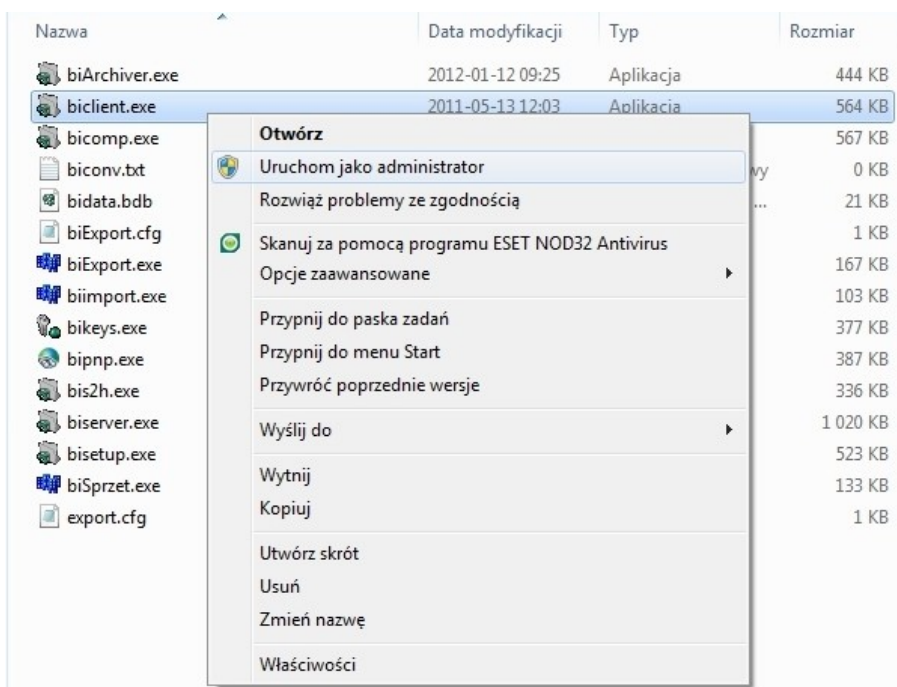 Nazwa Data modyfikacji Typ Rozmiar
biArchiver.exe 2012-01-12 09:25 Aplikacja 444 KB
biclient.exe 2011-05-13 12:03 Aplikacja 564 KB
bicomp.exe 567 KB
biconv.txt wy 0 KB
bidata.bdb ... 21 KB
biExport.cfg 1 KB
biExport.exe 167 KB
biimport.exe 103 KB
bikeys.exe 377 KB
bipnp.exe 387 KB
bis2h.exe 336 KB
biserver.exe 1 020 KB
bisetup.exe 523 KB
biSprzet.exe 133 KB
export.cfg 1 KB
Otwórz
Uruchom jako administrator
Rozwiąż problemy ze zgodnością
Skanuj za pomocą programu ESET NOD32 Antivirus
Opcje zaawansowane
Przypnij do paska zadań
Przypnij do menu Start
Przywróć poprzednie wersje
Wyślij do
Wytnij
Kopiuj
Utwórz skrót
Usuń
Zmień nazwę
Właściwości